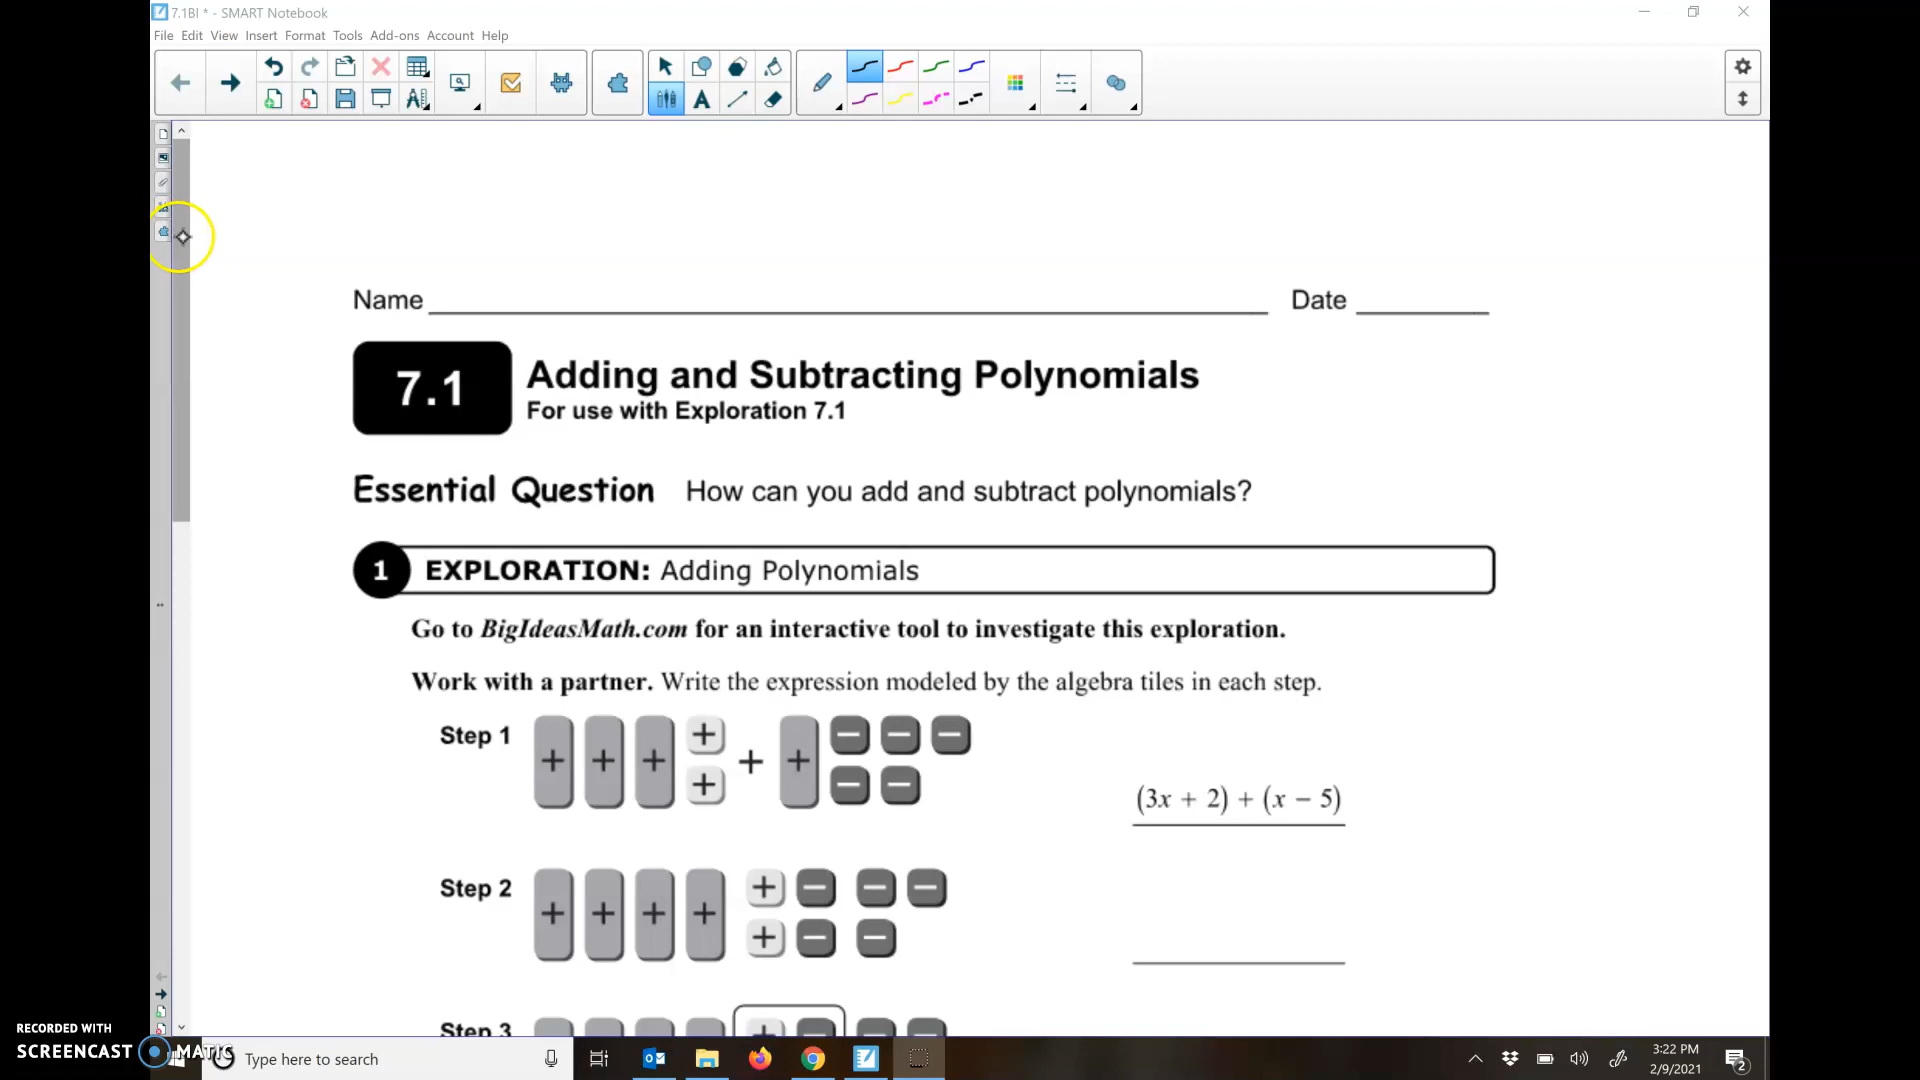 7.1BI * - SMART Notebook
File Edit View Insert Format Tools Add-ons Account Help
Name Date
7.1
Adding and Subtracting Polynomials
For use with Exploration 7.1
Essential Question How can you add and subtract polynomials?
1 EXPLORATION: Adding Polynomials
Go to BigIdeasMath.com for an interactive tool to investigate this exploration.
Work with a partner. Write the expression modeled by the algebra tiles in each step.
Step 1 + + + + + + + − − − − −
(3x + 2) + (x − 5)
Step 2 + + + + + − − − + − −
Step 3
RECORDED WITH
SCREENCAST MATIC
Type here to search
3:22 PM
2/9/2021
2